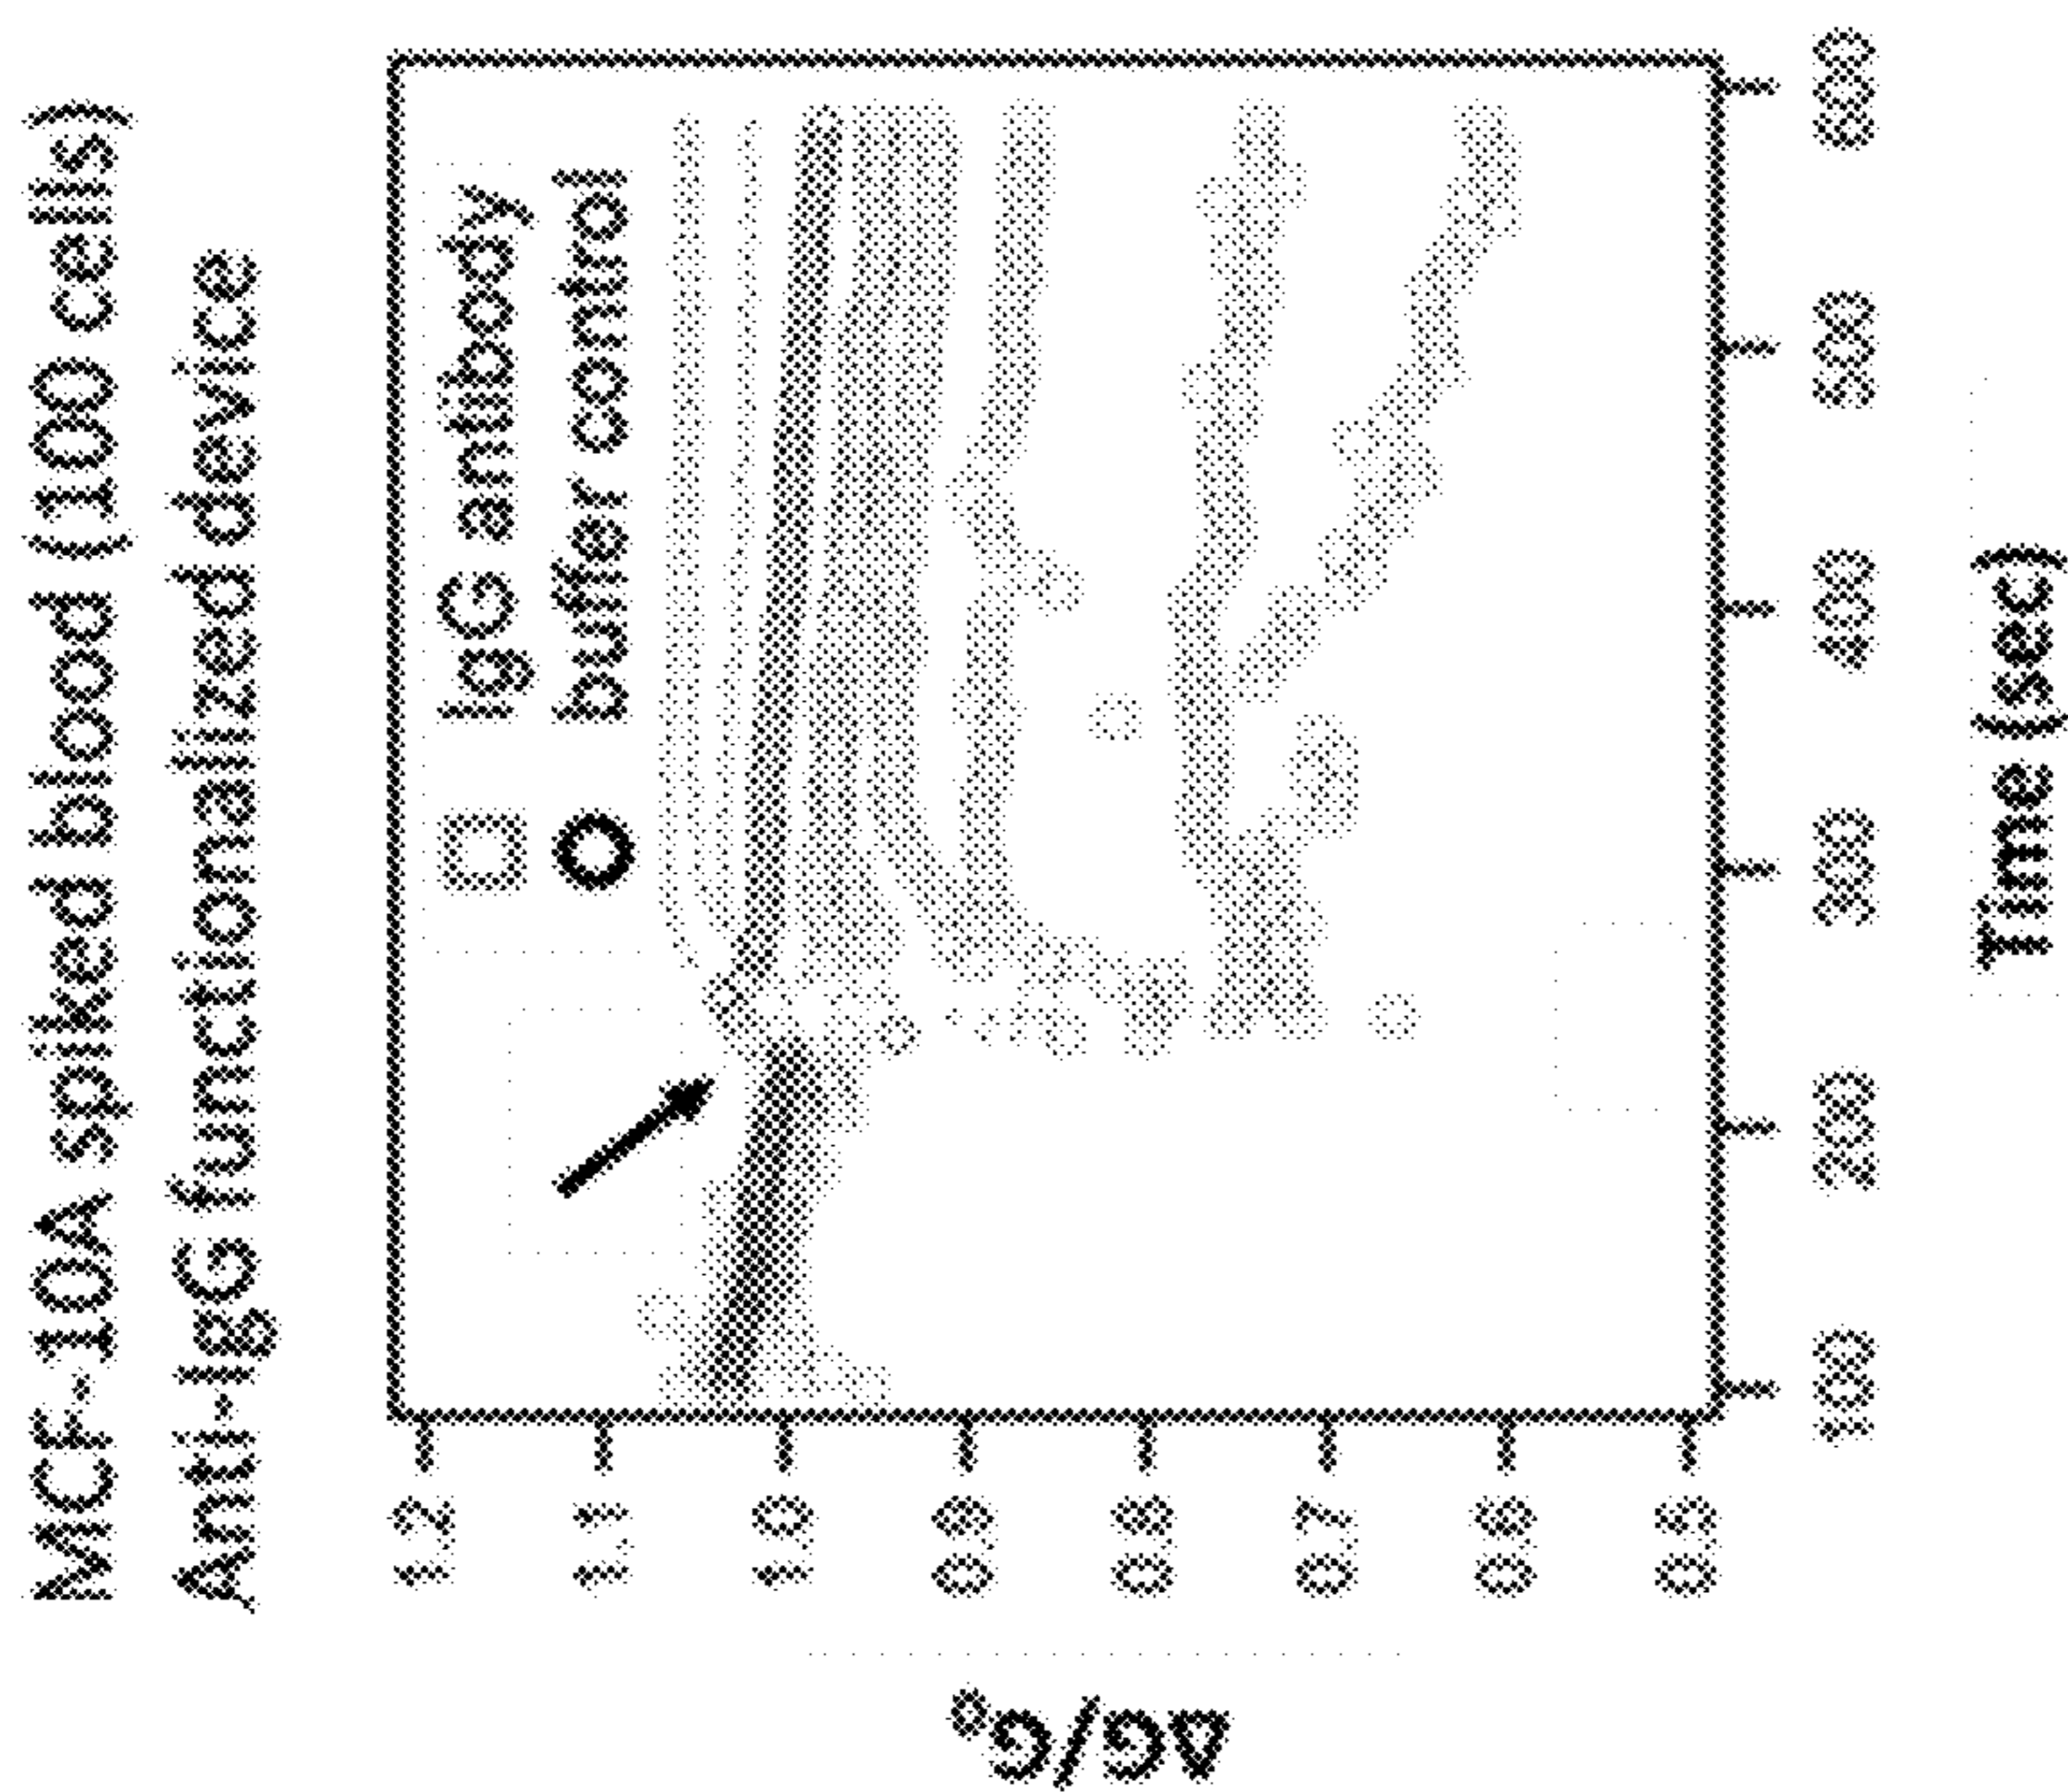 MCF-10A spiked blood (100 cells)
Anti-IgG functionalized device
IgG antibody
buffer control
1.2
1.1
1.0
0.9
0.8
0.7
0.6
0.5
ΔG/G₀
100
200
300
400
500
600
Time (sec)